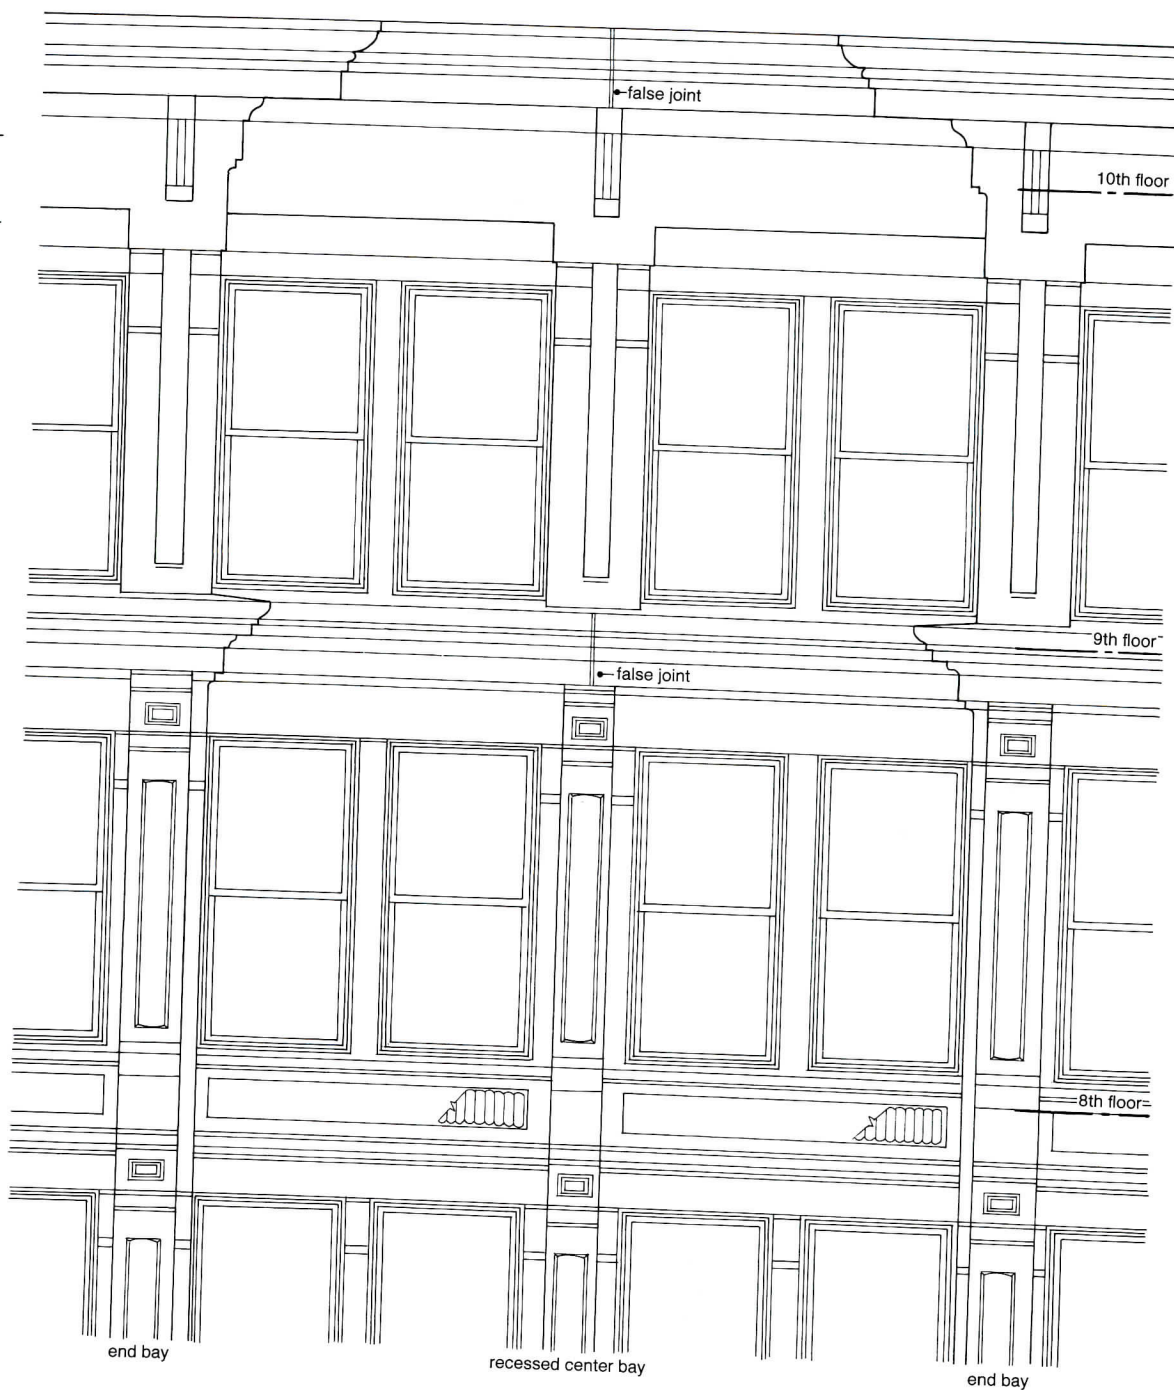 false joint
10th floor
9th floor
false joint
8th floor
end bay
recessed center bay
end bay